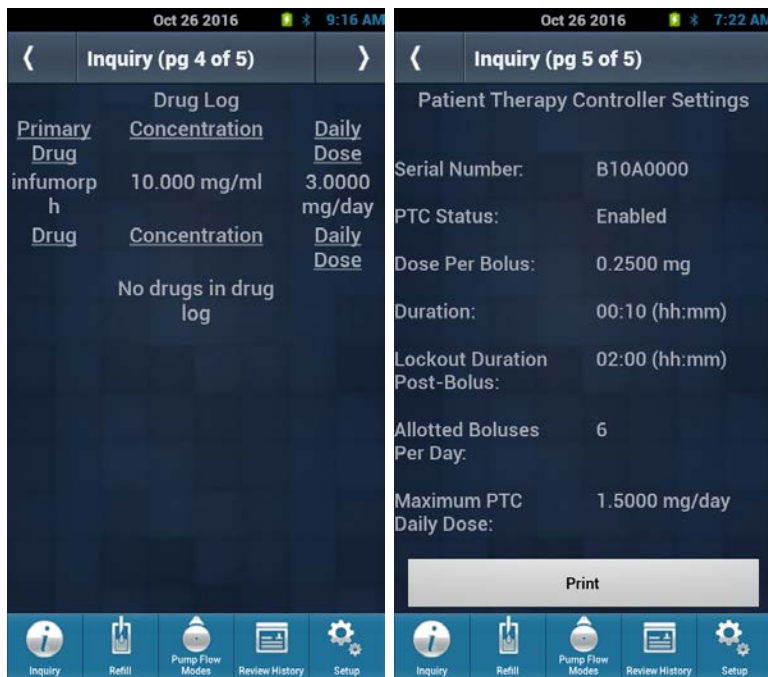 Oct 26 2016 9:16 AM
Inquiry (pg 4 of 5)
Drug Log
Primary Concentration Daily
Drug Dose
infumorp 10.000 mg/ml 3.0000
h mg/day
Drug Concentration Daily
Dose
No drugs in drug
log
Inquiry Refill Pump Flow Modes Review History Setup
Oct 26 2016 7:22 AM
Inquiry (pg 5 of 5)
Patient Therapy Controller Settings
Serial Number: B10A0000
PTC Status: Enabled
Dose Per Bolus: 0.2500 mg
Duration: 00:10 (hh:mm)
Lockout Duration 02:00 (hh:mm)
Post-Bolus:
Allotted Boluses 6
Per Day:
Maximum PTC 1.5000 mg/day
Daily Dose:
Print
Inquiry Refill Pump Flow Modes Review History Setup